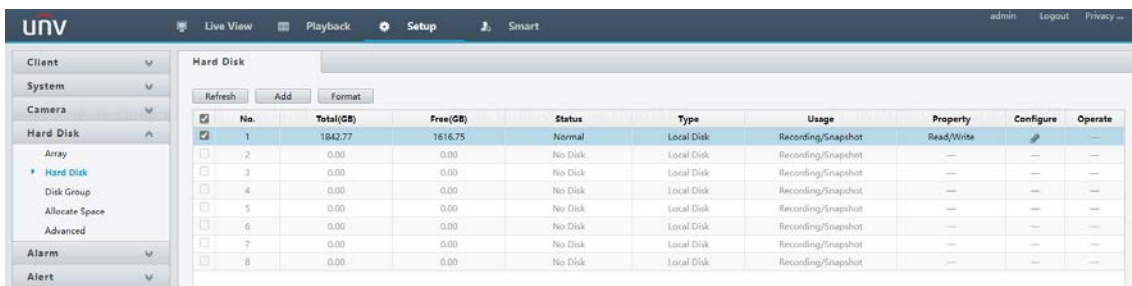 unv Live View Playback Setup Smart admin Logout Privacy ...
Client
System
Camera
Hard Disk
Array
Hard Disk
Disk Group
Allocate Space
Advanced
Alarm
Alert
Hard Disk
Refresh Add Format
No. Total(GB) Free(GB) Status Type Usage Property Configure Operate
1 1842.77 1616.75 Normal Local Disk Recording/Snapshot Read/Write — 
2 0.00 0.00 No Disk Local Disk Recording/Snapshot — — —
3 0.00 0.00 No Disk Local Disk Recording/Snapshot — — —
4 0.00 0.00 No Disk Local Disk Recording/Snapshot — — —
5 0.00 0.00 No Disk Local Disk Recording/Snapshot — — —
6 0.00 0.00 No Disk Local Disk Recording/Snapshot — — —
7 0.00 0.00 No Disk Local Disk Recording/Snapshot — — —
8 0.00 0.00 No Disk Local Disk Recording/Snapshot — — —